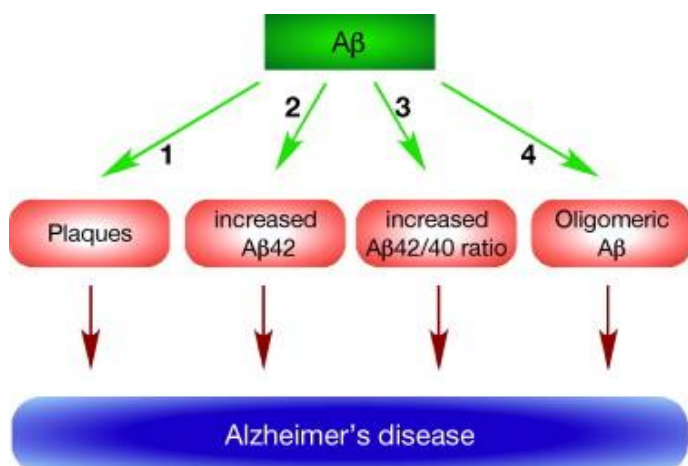 Aβ
1
2
3
4
Plaques
increased
Aβ42
increased
Aβ42/40 ratio
Oligomeric
Aβ
Alzheimer's disease